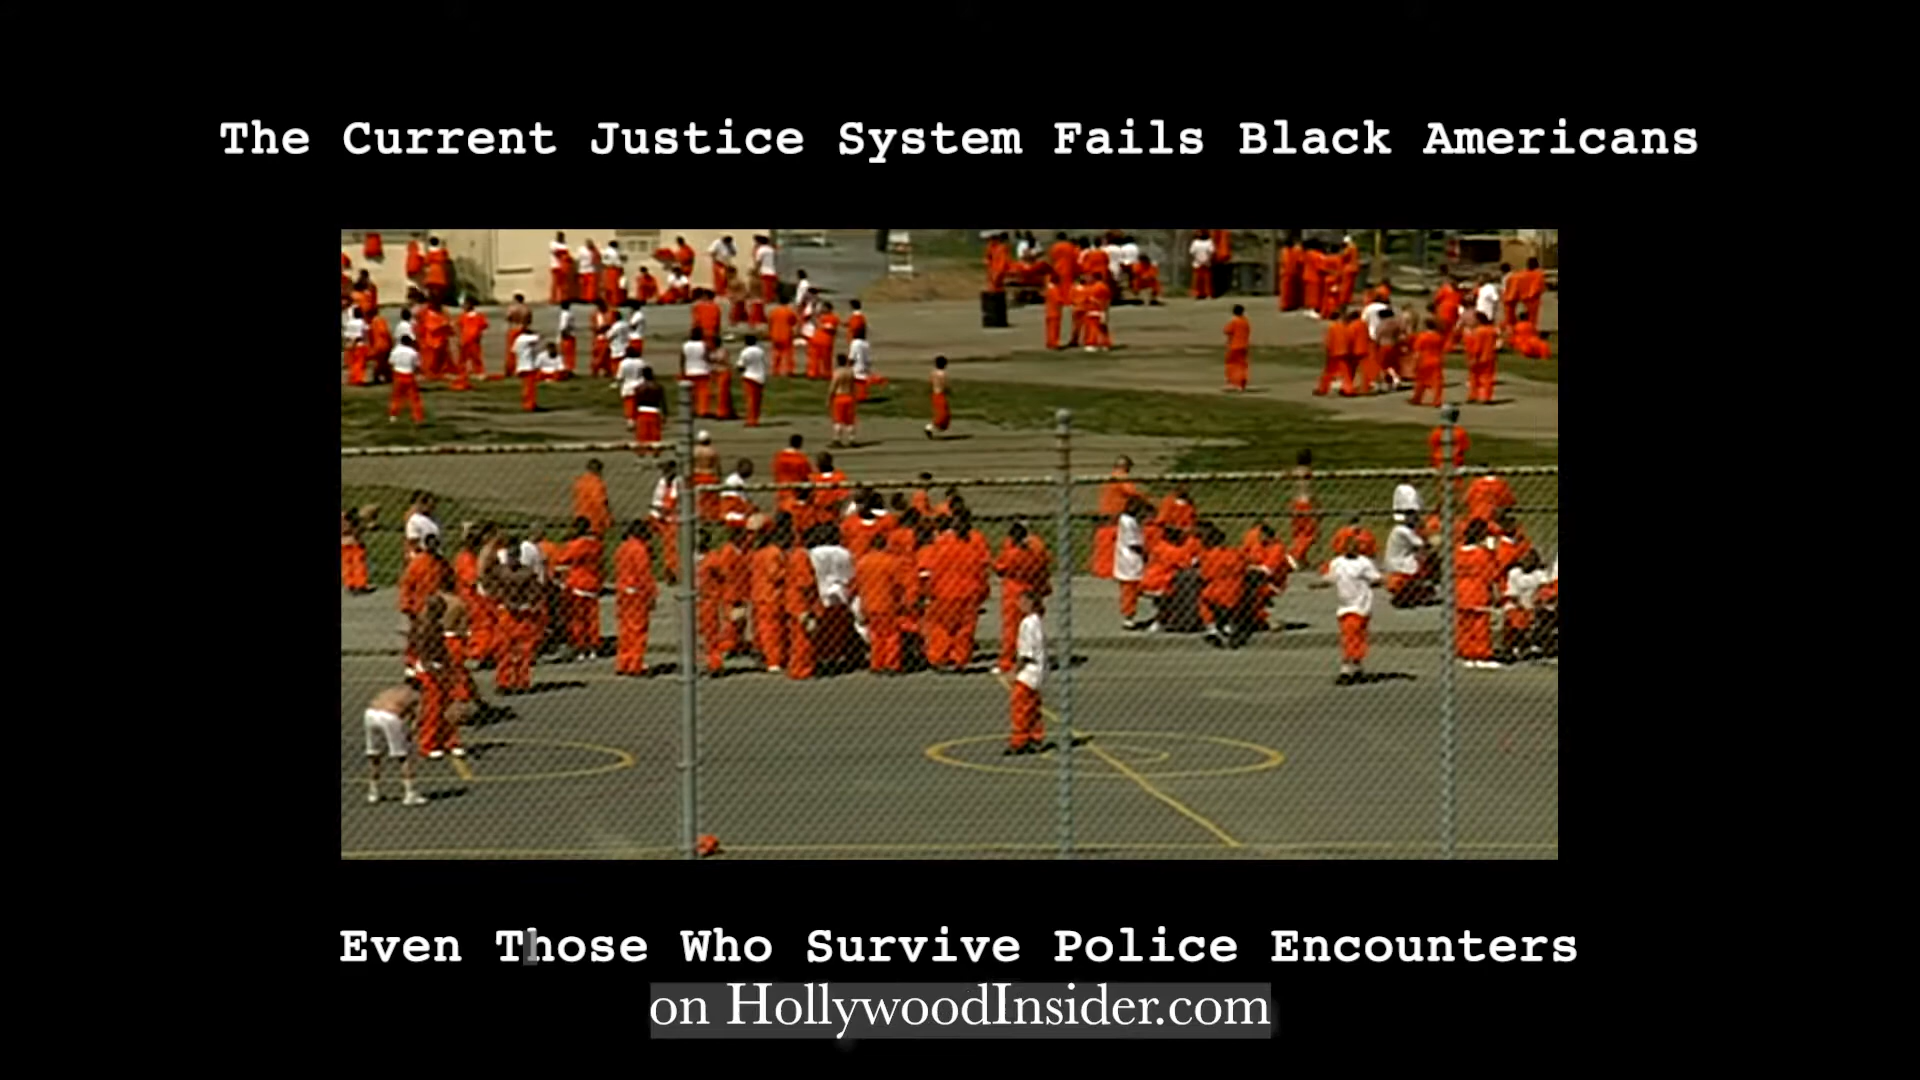 The Current Justice System Fails Black Americans
Even Those Who Survive Police Encounters
on HollywoodInsider.com